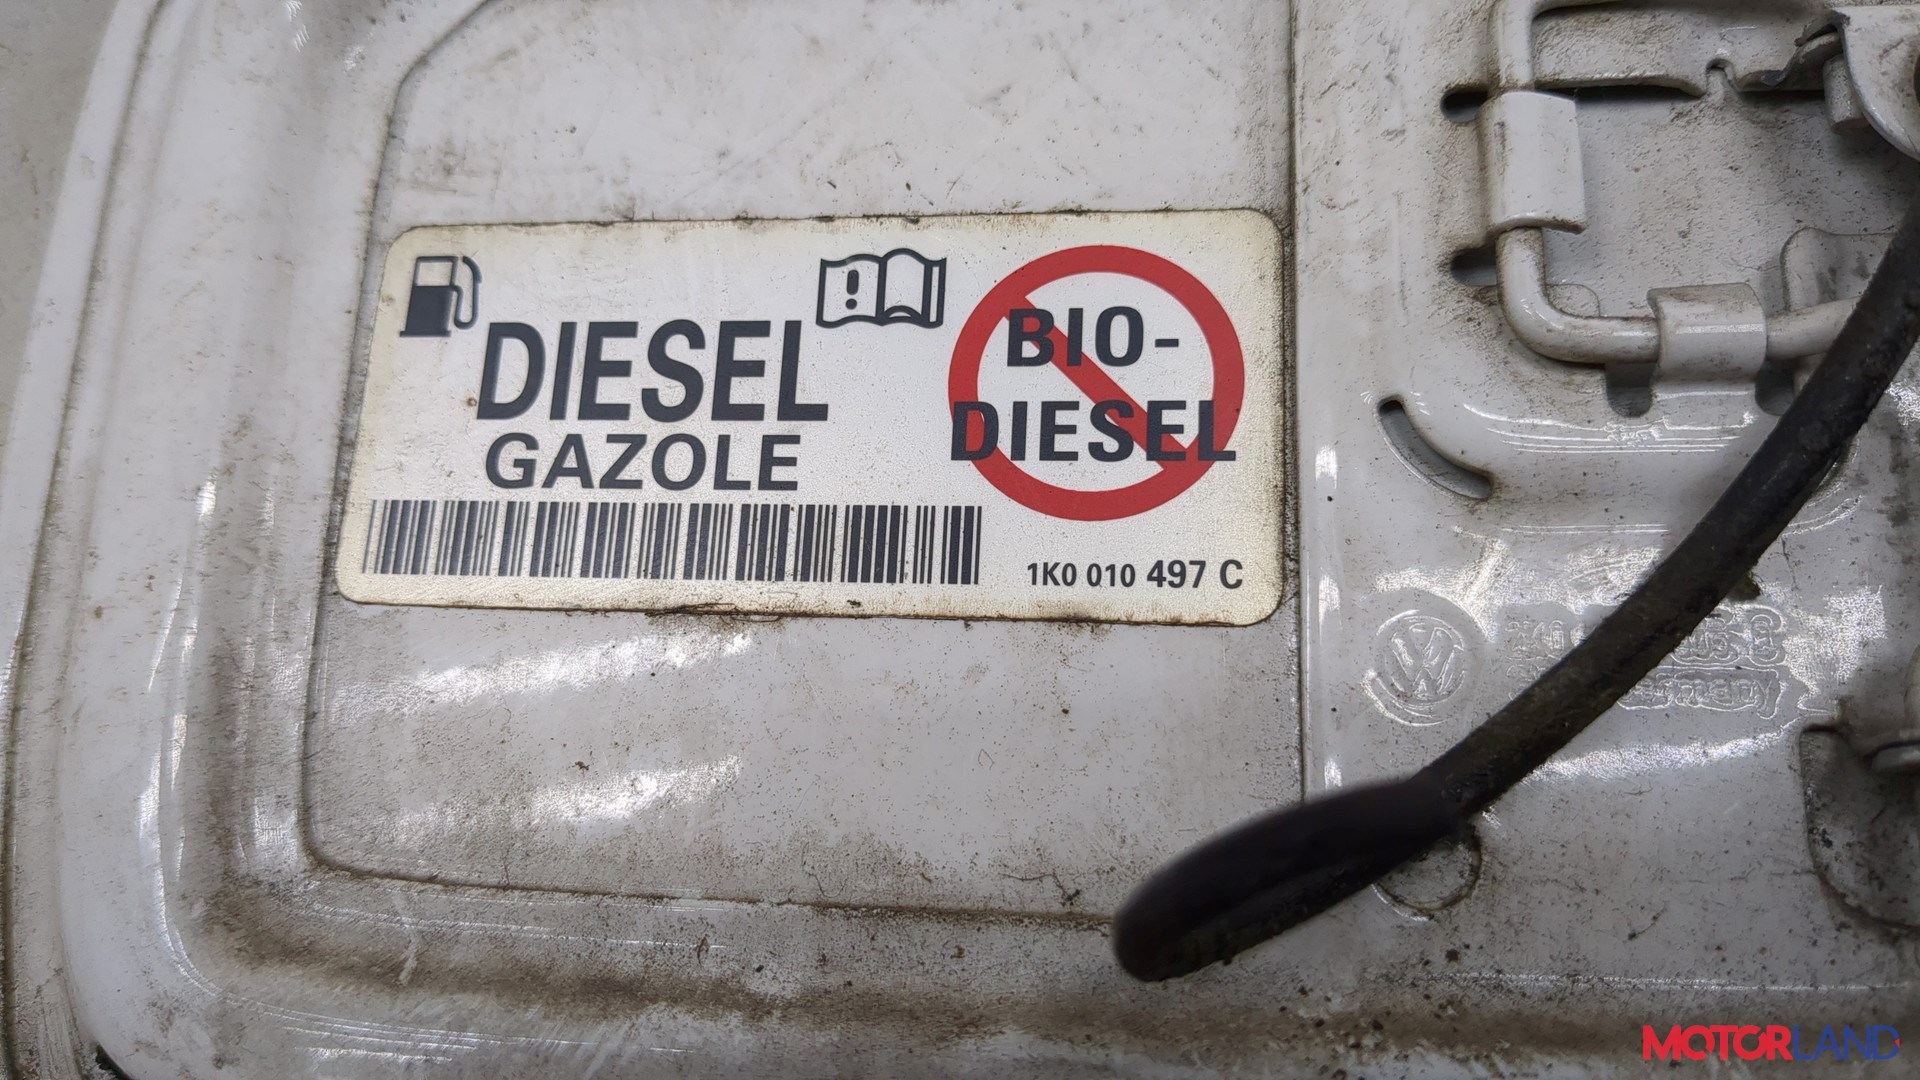 DIESEL
GAZOLE
BIO-
DIESEL
1K0 010 497 C
MOTORLAND